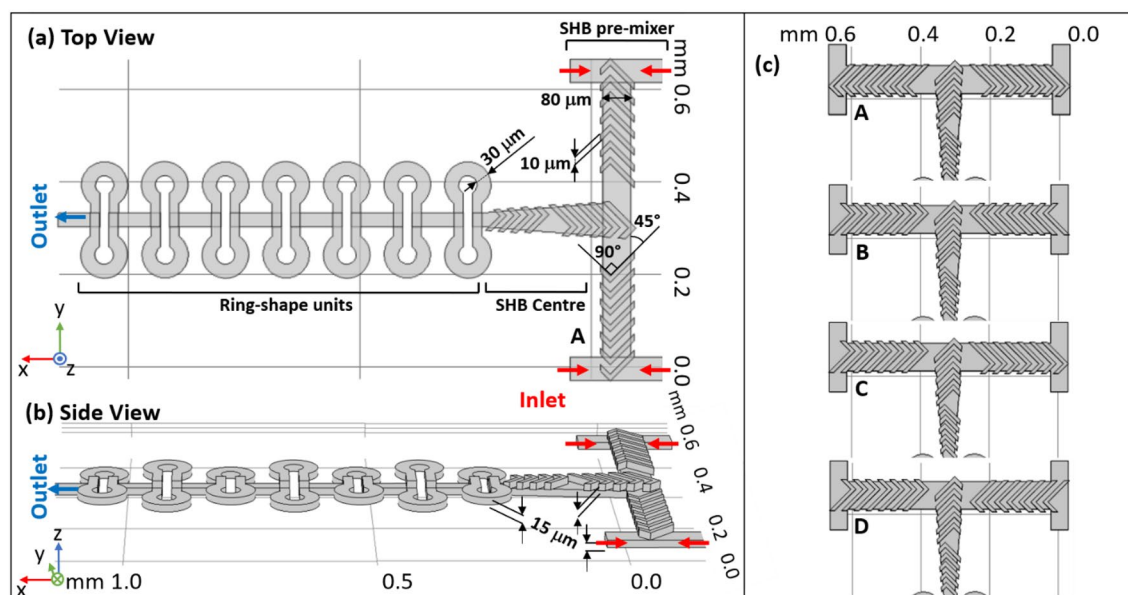 (a) Top View
SHB pre-mixer
mm
0.6
80 μm
30 μm
10 μm
0.4
Outlet
45°
90°
0.2
Ring-shape units
SHB Centre
A
y
x
z
0.0
Inlet
(b) Side View
mm
0.6
Outlet
0.4
15 μm
0.2
0.0
z
y
x
mm 1.0
0.5
0.0
mm 0.6
0.4
0.2
0.0
(c)
A
B
C
D